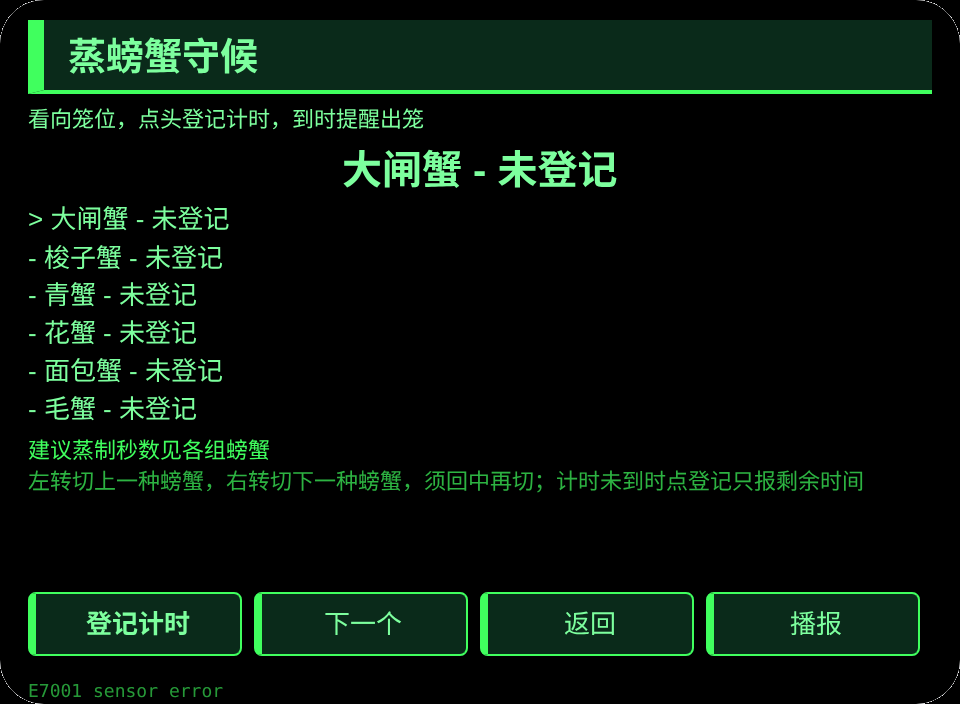 蒸螃蟹守候
看向笼位，点头登记计时，到时提醒出笼
大闸蟹 - 未登记
> 大闸蟹 - 未登记
- 梭子蟹 - 未登记
- 青蟹 - 未登记
- 花蟹 - 未登记
- 面包蟹 - 未登记
- 毛蟹 - 未登记
建议蒸制秒数见各组螃蟹
左转切上一种螃蟹，右转切下一种螃蟹，须回中再切；计时未到时点登记只报剩余时间
登记计时
下一个
返回
播报
E7001 sensor error